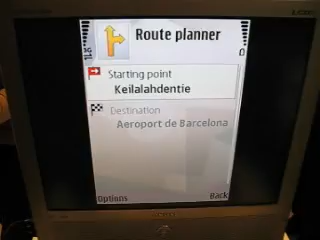 Route planner
Starting point
Keilalahdentie
Destination
Aeroport de Barcelona
Options
Back